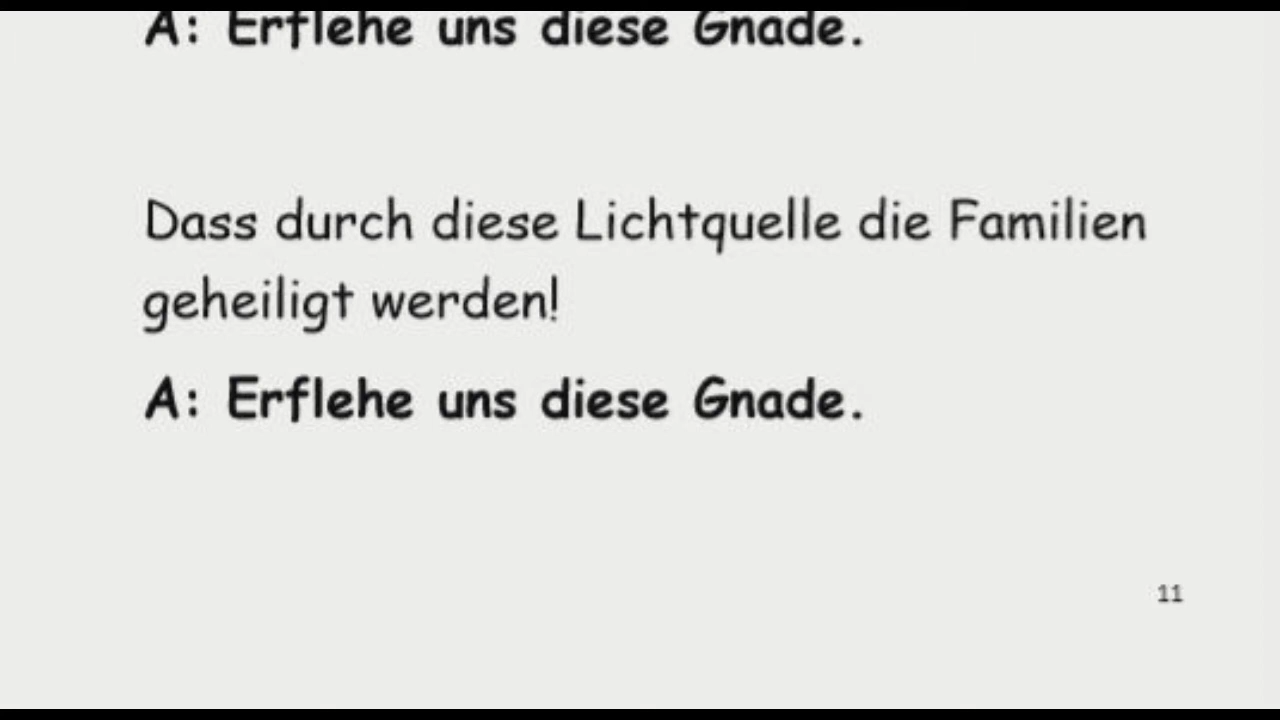 A: Erflehe uns diese Gnade.
Dass durch diese Lichtquelle die Familien
geheiligt werden!
A: Erflehe uns diese Gnade.
11